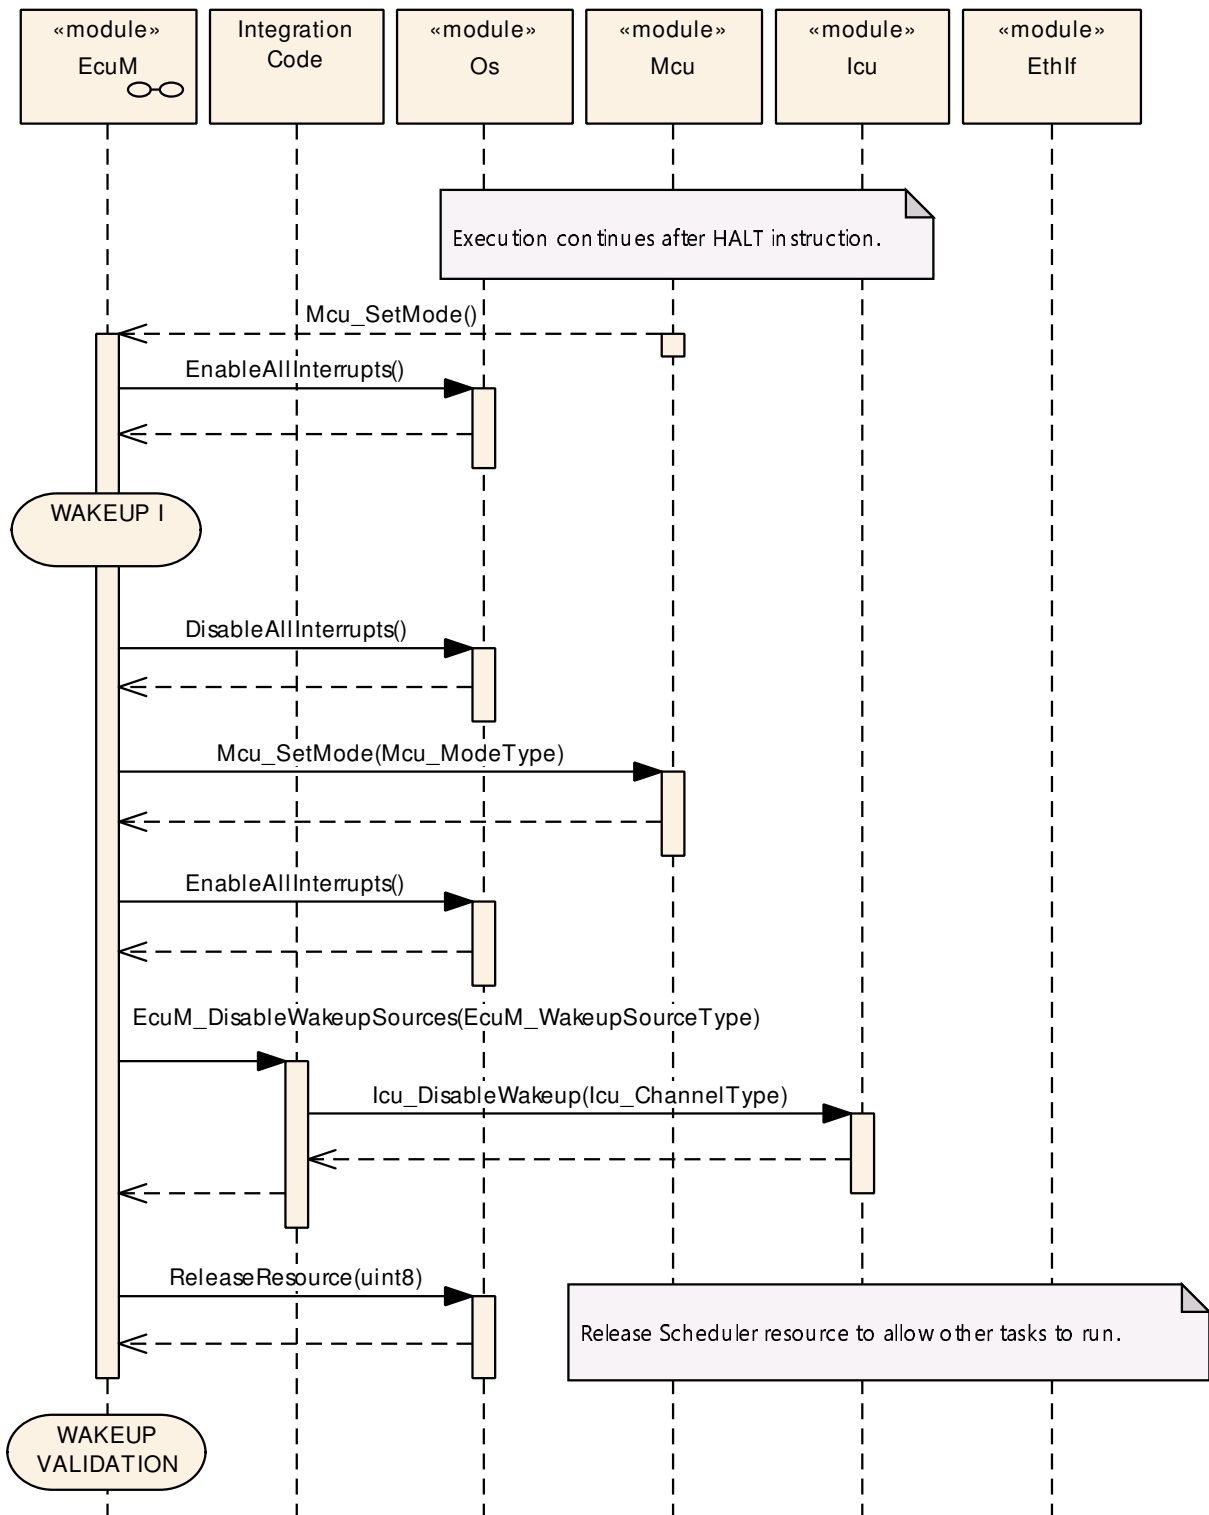 «module»
EcuM
Integration
Code
«module»
Os
«module»
Mcu
«module»
Icu
«module»
EthIf
Execution continues after HALT instruction.
Mcu_SetMode()
EnableAllInterrupts()
WAKEUP I
DisableAllInterrupts()
Mcu_SetMode(Mcu_ModeType)
EnableAllInterrupts()
EcuM_DisableWakeupSources(EcuM_WakeupSourceType)
Icu_DisableWakeup(Icu_ChannelType)
ReleaseResource(uint8)
Release Scheduler resource to allow other tasks to run.
WAKEUP
VALIDATION